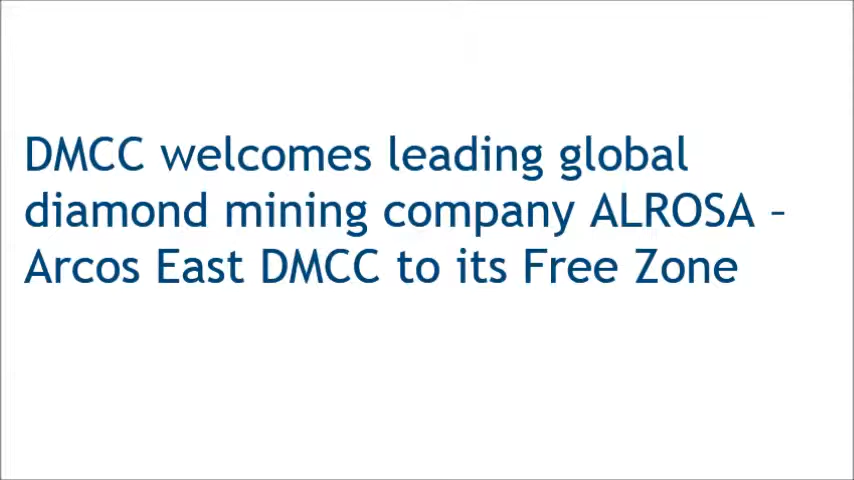 DMCC welcomes leading global
diamond mining company ALROSA –
Arcos East DMCC to its Free Zone